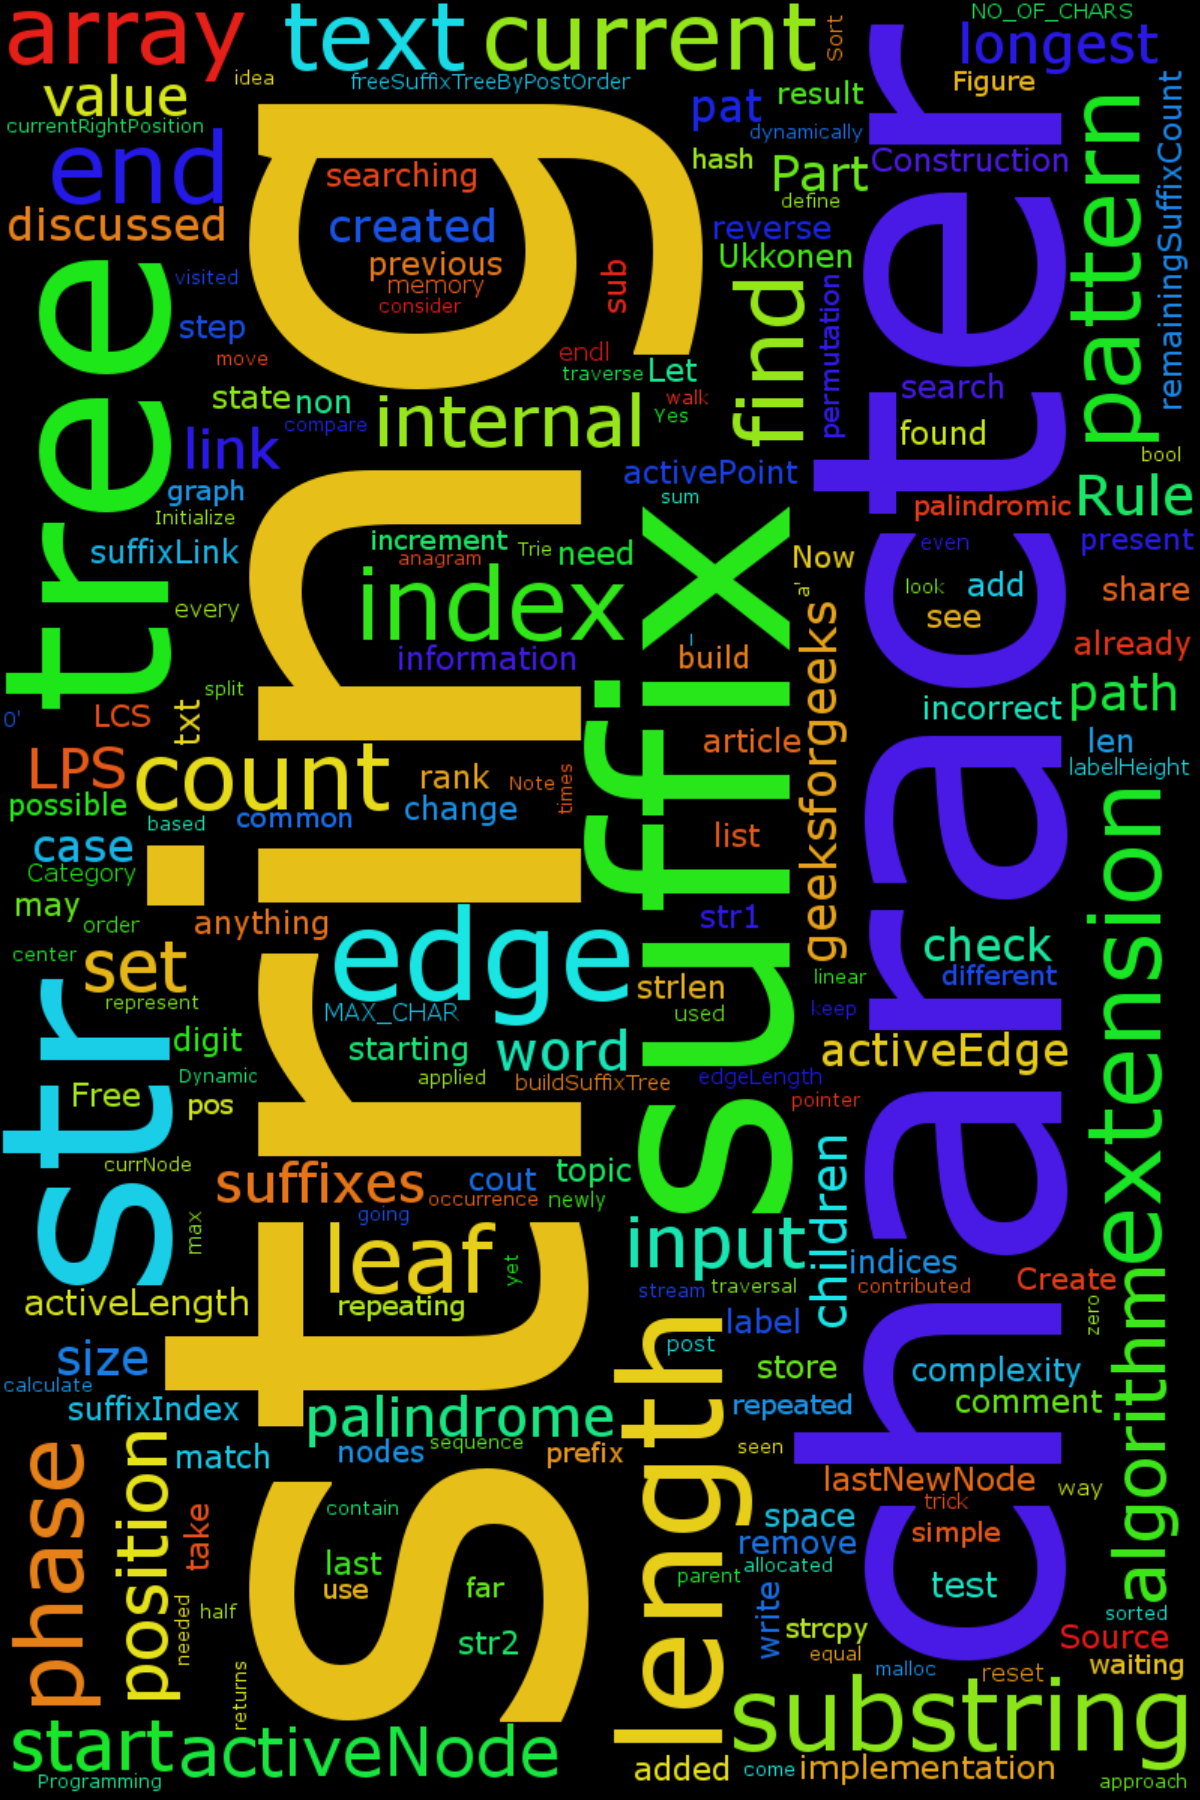 NO_OF_CHARS
array
text
current
Sort
longest
idea
freeSuffixTreeByPostOrder
Figure
value
pat
result
currentRightPosition
dynamically
end
hash
Part
Construction
remainingSuffixCount
pattern
searching
define
discussed
created
reverse
Ukkonen
previous
memory
consider
sub
visited
step
move
find
permutation
endl
traverse
Let
string
character
tree
state
non
compare
internal
walk
Yes
search
found
link
bool
graph
activePoint
sum
Initialize
palindromic
Rule
suffixLink
increment
anagram
Trie
need
Now
even
present
every
index
suffix
a'
look
add
see
share
information
l
build
geeksforgeeks
already
split
incorrect
path
0'
LCS
txt
article
len
labelHeight
LPS
count
rank
Note
times
possible
based
common
change
list
extension
case
Category
may
order
anything
str1
center
set
edge
check
different
represent
MAX_CHAR
strlen
used
linear
keep
str
digit
starting
word
activeEdge
Dynamic
applied
buildSuffixTree
edgeLength
Free
pos
pointer
currNode
suffixes
cout
topic
occurrence
newly
children
going
max
leaf
yet
input
indices
repeating
stream
traversal
contributed
Create
activeLength
label
zero
post
size
store
complexity
calculate
suffixIndex
palindrome
length
repeated
comment
algorithm
match
nodes
sequence
prefix
seen
phase
position
lastNewNode
way
trick
take
contain
space
simple
remove
last
use
far
parent
allocated
test
half
needed
write
sorted
str2
strcpy
equal
Source
returns
malloc
reset
waiting
substring
start
activeNode
Programming
added
come
implementation
approach